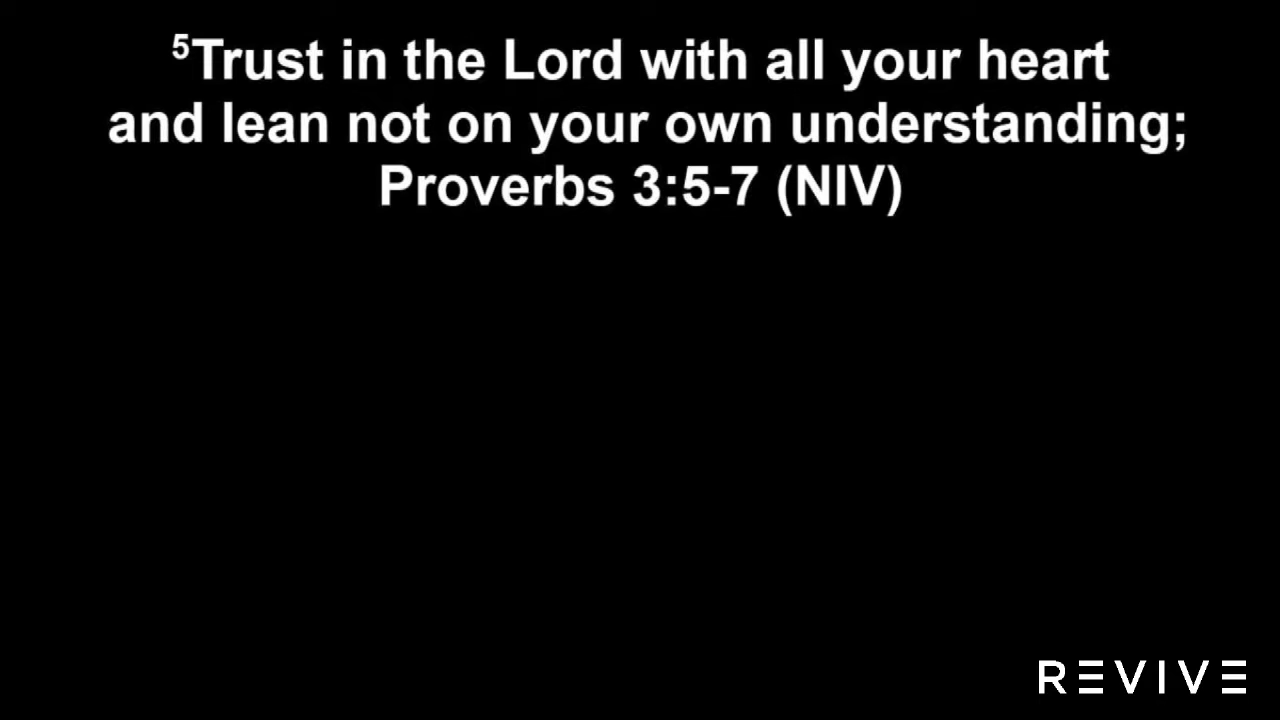 ⁵Trust in the Lord with all your heart
and lean not on your own understanding;
Proverbs 3:5-7 (NIV)
REVIVE